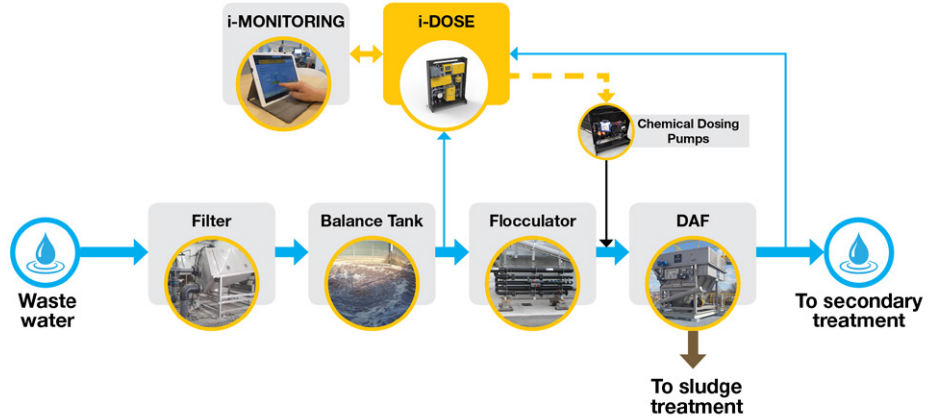 i-MONITORING
i-DOSE
Chemical Dosing
Pumps
Filter
Balance Tank
Flocculator
DAF
Waste
water
To secondary
treatment
To sludge
treatment